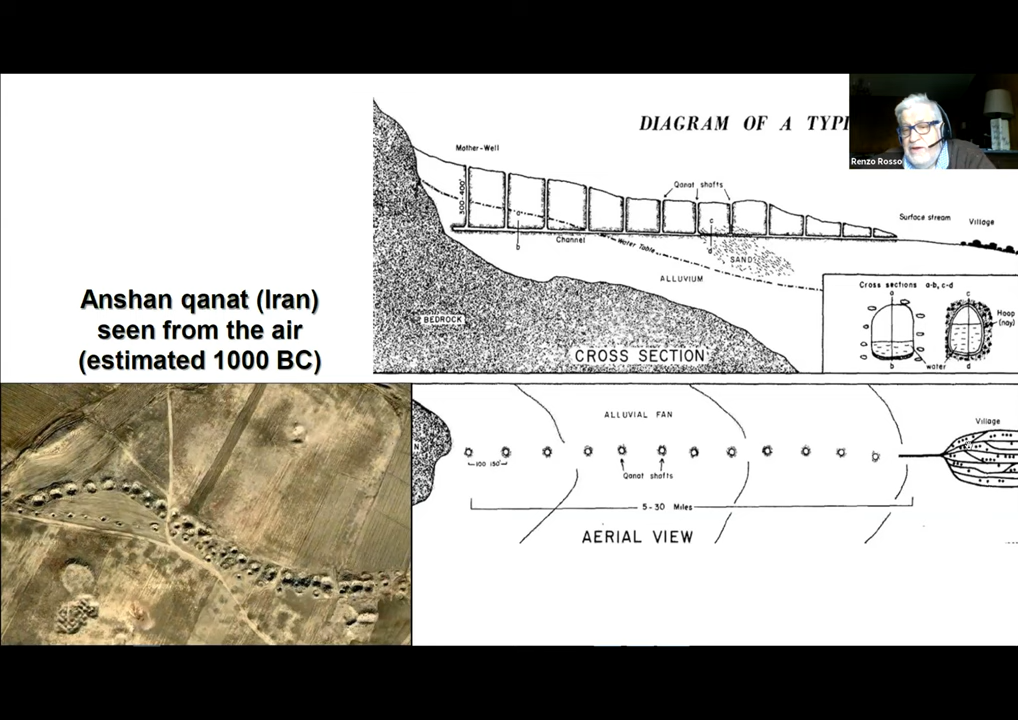 DIAGRAM OF A TYPI
Renzo Rosso
Mother-Well
Qanat shafts
a
c
Surface stream
Village
Channel
Water Table
b
d
SAND
ALLUVIUM
Cross sections a-b, c-d
a
c
Hoop
(nay)
b
water
d
BEDROCK
CROSS SECTION
Anshan qanat (Iran)
seen from the air
(estimated 1000 BC)
ALLUVIAL FAN
Village
N
100 150'
Qanat shafts
5-30 Miles
AERIAL VIEW